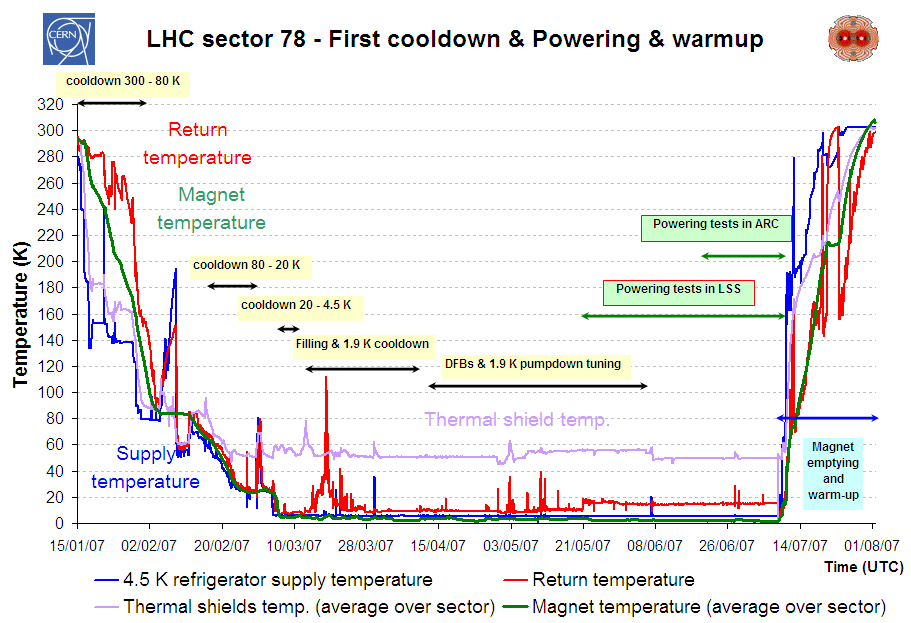 CERN
LHC sector 78 - First cooldown & Powering & warmup
cooldown 300 - 80 K
320
300
280
260
240
220
200
180
160
140
120
100
80
60
40
20
0
Temperature (K)
Return
temperature
Magnet
temperature
cooldown 80 - 20 K
cooldown 20 - 4.5 K
Filling & 1.9 K cooldown
DFBs & 1.9 K pumpdown tuning
Powering tests in ARC
Powering tests in LSS
Thermal shield temp.
Supply
temperature
Magnet
emptying
and
warm-up
15/01/07 02/02/07 20/02/07 10/03/07 28/03/07 15/04/07 03/05/07 21/05/07 08/06/07 26/06/07 14/07/07 01/08/07
Time (UTC)
4.5 K refrigerator supply temperature Return temperature
Thermal shields temp. (average over sector) Magnet temperature (average over sector)